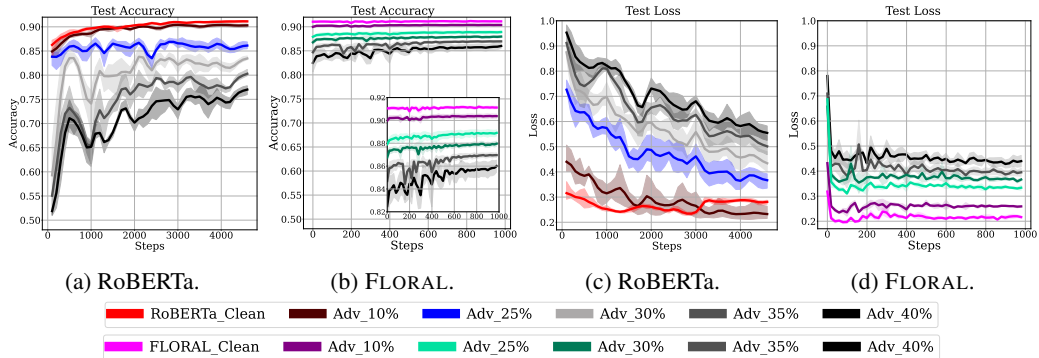 Test Accuracy
0.90
0.85
0.80
0.75
0.70
0.65
0.60
0.55
0.50
Accuracy
0 1000 2000 3000 4000
Steps
(a) RoBERTa.
Test Accuracy
0.90
0.85
0.80
0.75
0.70
0.65
0.60
0.55
0.50
Accuracy
0.92
0.90
0.88
0.86
0.84
0.82
0 200 400 600 800 1000
0 200 400 600 800 1000
Steps
(b) FLORAL.
Test Loss
1.0
0.9
0.8
0.7
0.6
0.5
0.4
0.3
0.2
Loss
0 1000 2000 3000 4000
Steps
(c) RoBERTa.
Test Loss
1.0
0.9
0.8
0.7
0.6
0.5
0.4
0.3
0.2
Loss
0 200 400 600 800 1000
Steps
(d) FLORAL.
RoBERTa_Clean Adv_10% Adv_25% Adv_30% Adv_35% Adv_40%
FLORAL_Clean Adv_10% Adv_25% Adv_30% Adv_35% Adv_40%